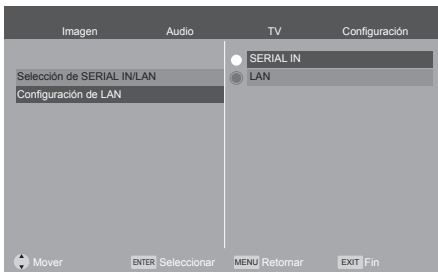 Imagen Audio TV Configuración
SERIAL IN
Selección de SERIAL IN/LAN
LAN
Configuración de LAN
Mover ENTER Seleccionar MENU Retornar EXIT Fin